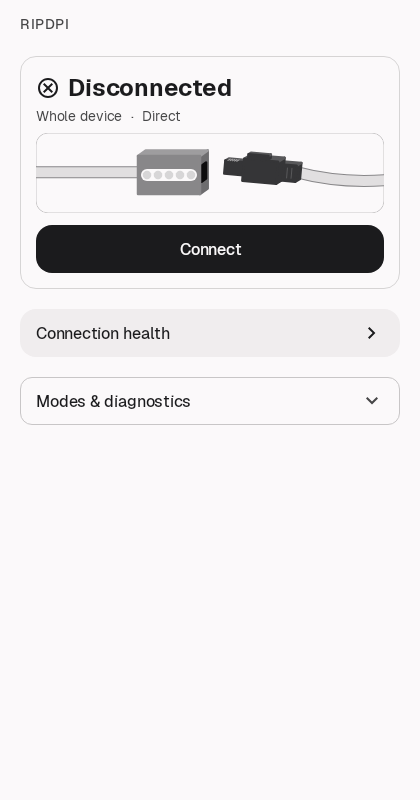 RIPDPI
Disconnected
Whole device · Direct
Connect
Connection health
Modes & diagnostics